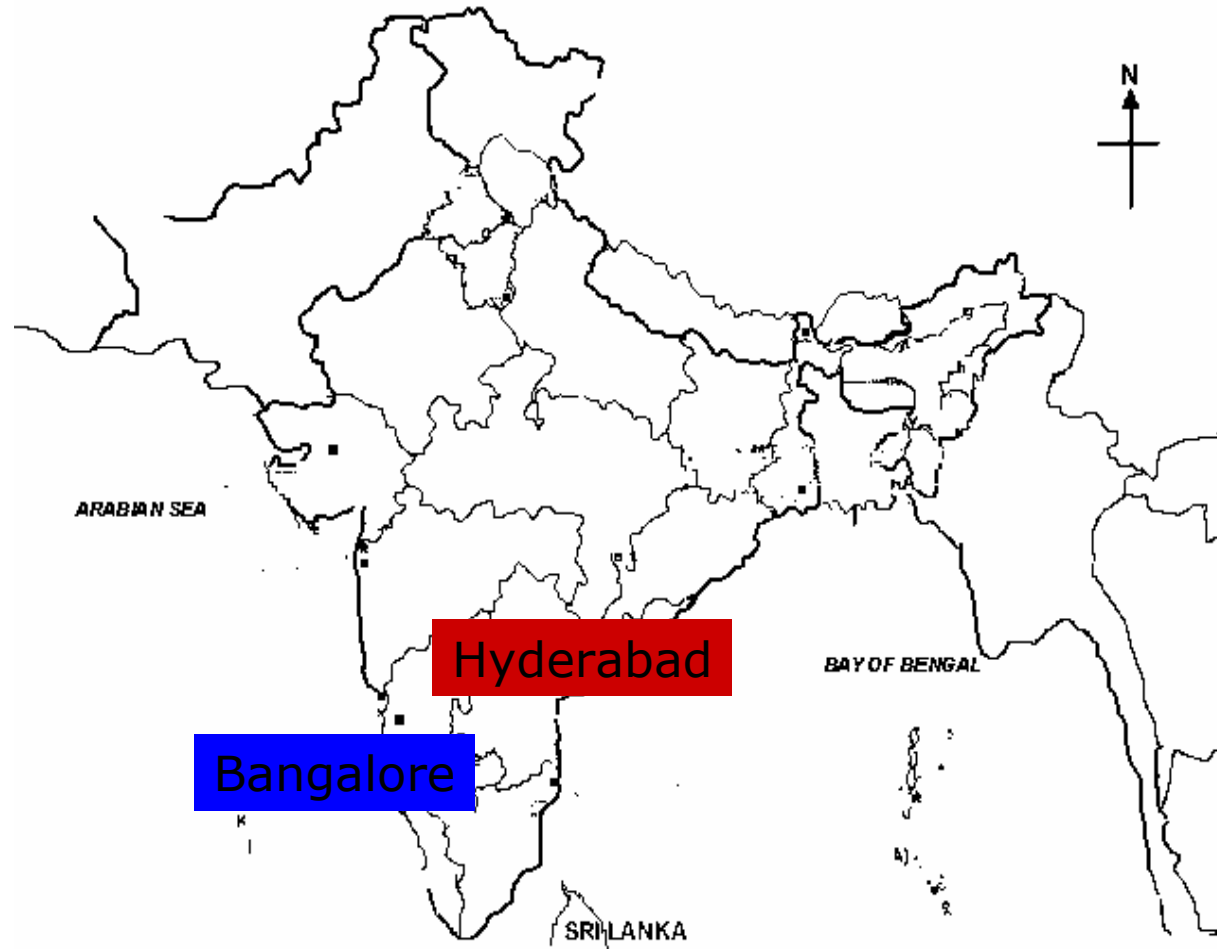 N
ARABIAN SEA
Hyderabad
BAY OF BENGAL
Bangalore
K
SRI LANKA